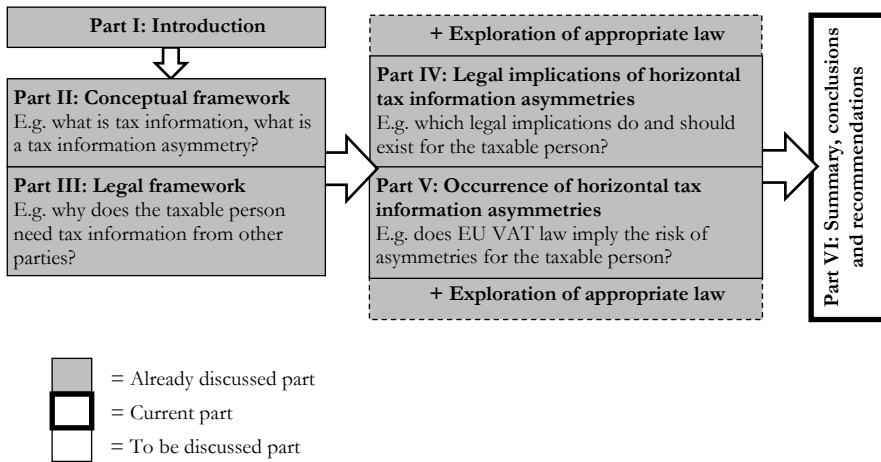 Part I: Introduction
Part II: Conceptual framework
E.g. what is tax information, what is
a tax information asymmetry?
Part III: Legal framework
E.g. why does the taxable person
need tax information from other
parties?
+ Exploration of appropriate law
Part IV: Legal implications of horizontal
tax information asymmetries
E.g. which legal implications do and should
exist for the taxable person?
Part V: Occurrence of horizontal tax
information asymmetries
E.g. does EU VAT law imply the risk of
asymmetries for the taxable person?
+ Exploration of appropriate law
Part VI: Summary, conclusions
and recommendations
= Already discussed part
= Current part
= To be discussed part